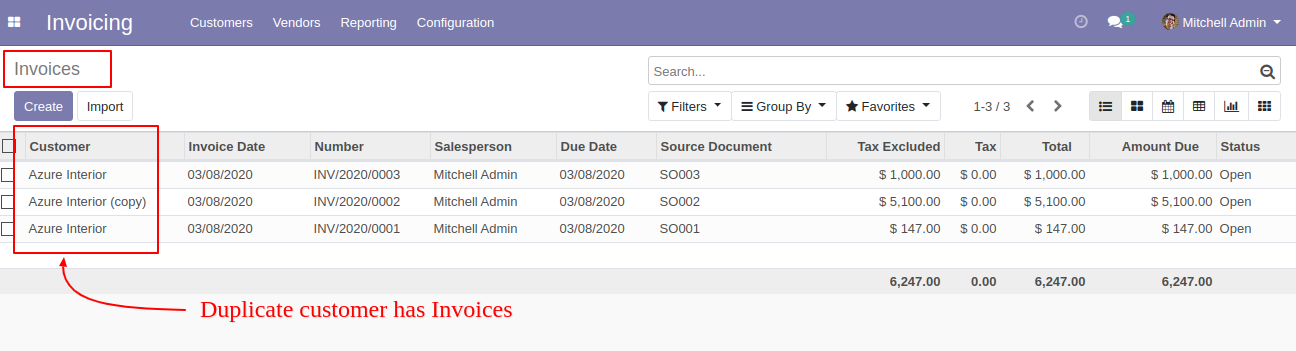 Invoicing Customers Vendors Reporting Configuration 1 Mitchell Admin
Invoices
Search...
Create Import Filters Group By Favorites 1-3 / 3
Customer Invoice Date Number Salesperson Due Date Source Document Tax Excluded Tax Total Amount Due Status
Azure Interior 03/08/2020 INV/2020/0003 Mitchell Admin 03/08/2020 SO003 $ 1,000.00 $ 0.00 $ 1,000.00 $ 1,000.00 Open
Azure Interior (copy) 03/08/2020 INV/2020/0002 Mitchell Admin 03/08/2020 SO002 $ 5,100.00 $ 0.00 $ 5,100.00 $ 5,100.00 Open
Azure Interior 03/08/2020 INV/2020/0001 Mitchell Admin 03/08/2020 SO001 $ 147.00 $ 0.00 $ 147.00 $ 147.00 Open
6,247.00 0.00 6,247.00 6,247.00
Duplicate customer has Invoices